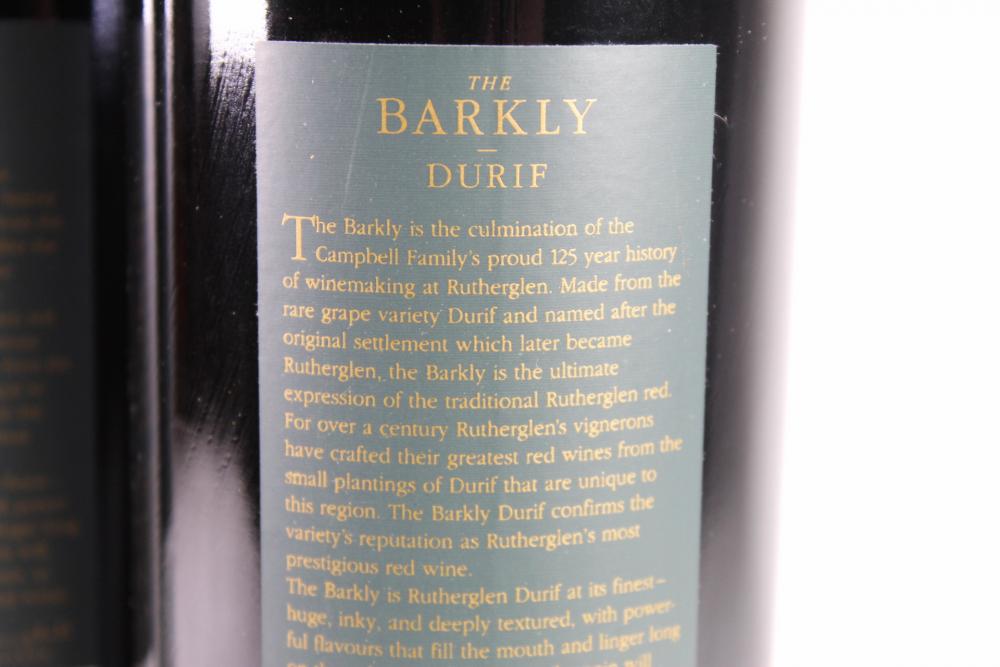 THE
BARKLY
—
DURIF
The Barkly is the culmination of the
Campbell Family's proud 125 year history
of winemaking at Rutherglen. Made from the
rare grape variety Durif and named after the
original settlement which later became
Rutherglen, the Barkly is the ultimate
expression of the traditional Rutherglen red.
For over a century Rutherglen's vignerons
have crafted their greatest red wines from the
small plantings of Durif that are unique to
this region. The Barkly Durif confirms the
variety's reputation as Rutherglen's most
prestigious red wine.
The Barkly is Rutherglen Durif at its finest–
huge, inky, and deeply textured, with power-
ful flavours that fill the mouth and linger long